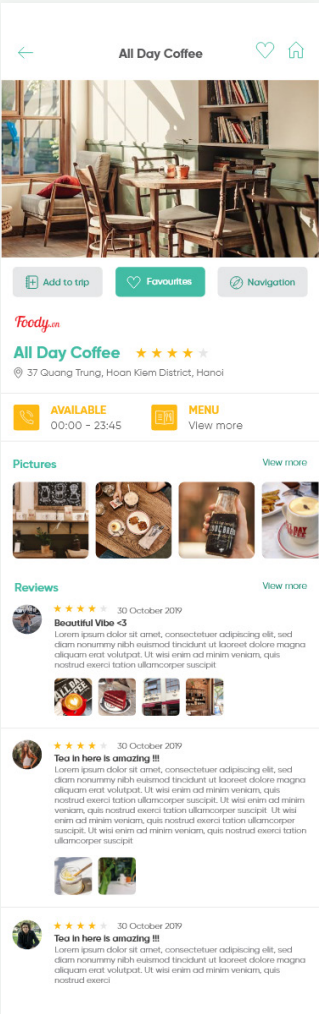 All Day Coffee
Add to trip
Favourites
Navigation
Foody.vn
All Day Coffee
37 Quang Trung, Hoan Kiem District, Hanoi
AVAILABLE
00:00 - 23:45
MENU
View more
Pictures
View more
ALL DAY
Reviews
View more
30 October 2019
Beautiful Vibe <3
Lorem ipsum dolor sit amet, consectetuer adipiscing elit, sed
diam nonummy nibh euismod tincidunt ut laoreet dolore magna
aliquam erat volutpat. Ut wisi enim ad minim veniam, quis
nostrud exerci tation ullamcorper suscipit
30 October 2019
Tea in here is amazing !!!
Lorem ipsum dolor sit amet, consectetuer adipiscing elit, sed
diam nonummy nibh euismod tincidunt ut laoreet dolore magna
aliquam erat volutpat. Ut wisi enim ad minim veniam, quis
nostrud exerci tation ullamcorper suscipit. Ut wisi enim ad minim
veniam, quis nostrud exerci tation ullamcorper suscipit  Ut wisi
enim ad minim veniam, quis nostrud exerci tation ullamcorper
suscipit. Ut wisi enim ad minim veniam, quis nostrud exerci tation
ullamcorper suscipit
30 October 2019
Tea in here is amazing !!!
Lorem ipsum dolor sit amet, consectetuer adipiscing elit, sed
diam nonummy nibh euismod tincidunt ut laoreet dolore magna
aliquam erat volutpat. Ut wisi enim ad minim veniam, quis
nostrud exerci